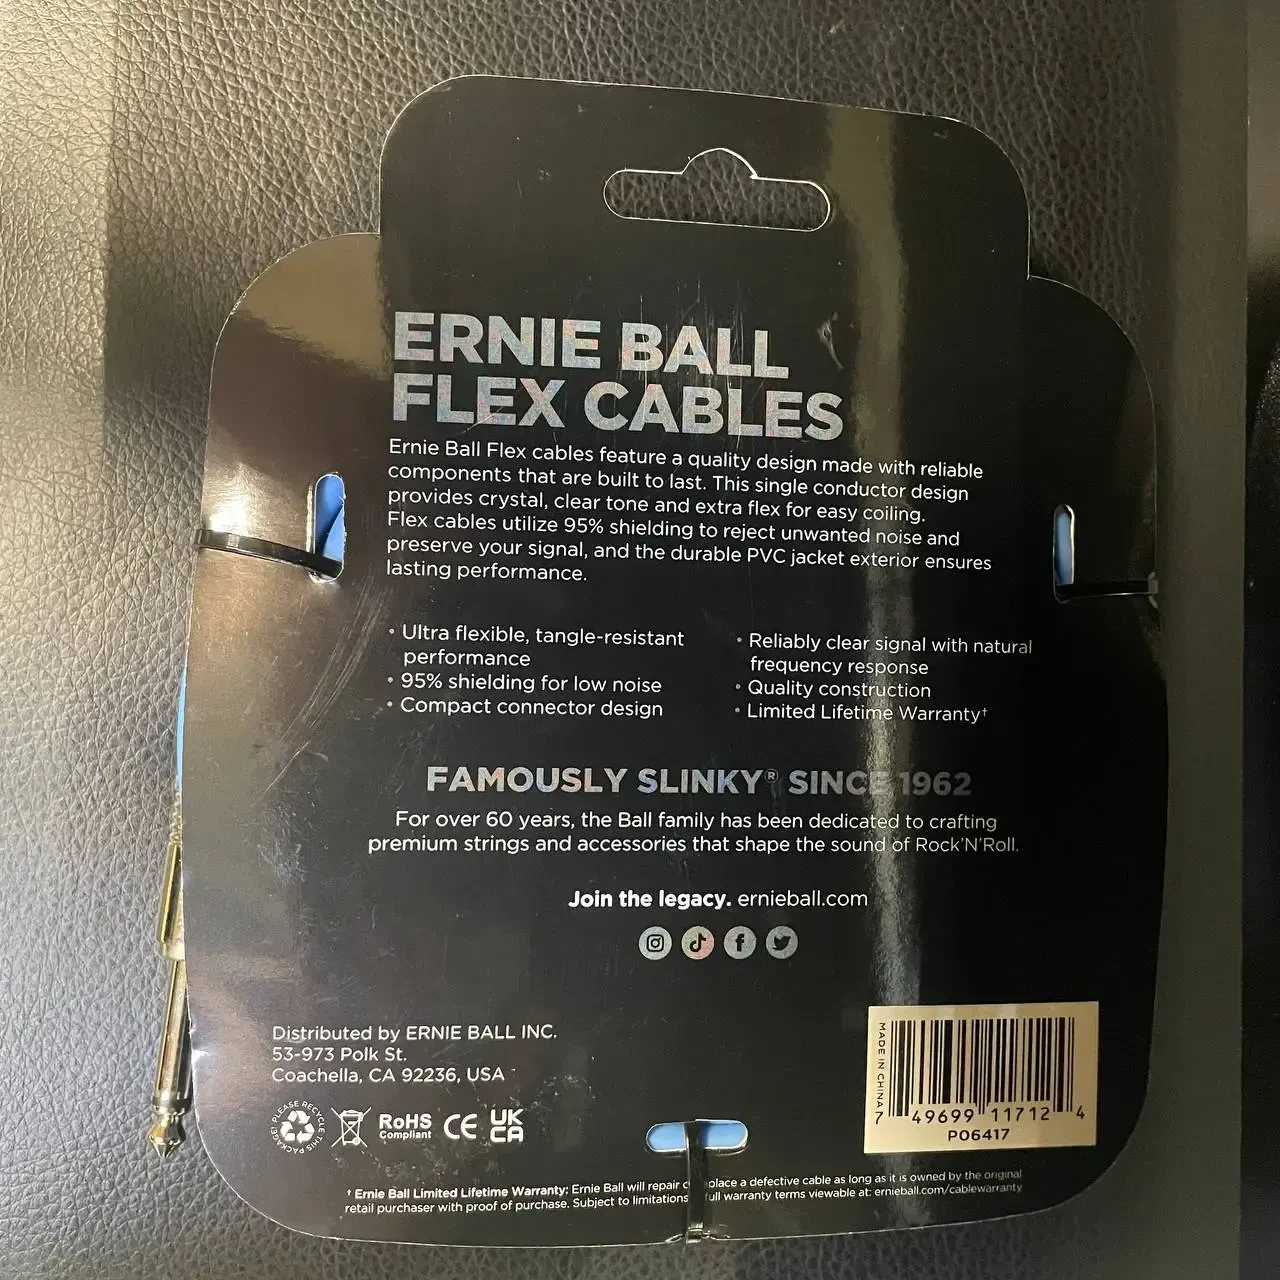 ERNIE BALL
FLEX CABLES
Ernie Ball Flex cables feature a quality design made with reliable
components that are built to last. This single conductor design
provides crystal, clear tone and extra flex for easy coiling.
Flex cables utilize 95% shielding to reject unwanted noise and
preserve your signal, and the durable PVC jacket exterior ensures
lasting performance.
• Ultra flexible, tangle-resistant
performance
• 95% shielding for low noise
• Compact connector design
• Reliably clear signal with natural
frequency response
• Quality construction
• Limited Lifetime Warranty†
FAMOUSLY SLINKY® SINCE 1962
For over 60 years, the Ball family has been dedicated to crafting
premium strings and accessories that shape the sound of Rock'N'Roll.
Join the legacy. ernieball.com
Distributed by ERNIE BALL INC.
53-973 Polk St.
Coachella, CA 92236, USA
PLEASE RECYCLE THIS PACKAGE!
RoHS
Compliant
CE
UK
CA
MADE IN CHINA
7 49699 11712 4
P06417
† Ernie Ball Limited Lifetime Warranty: Ernie Ball will repair place a defective cable as long as it is owned by the original
retail purchaser with proof of purchase. Subject to limitations ull warranty terms viewable at: ernieball.com/cablewarranty